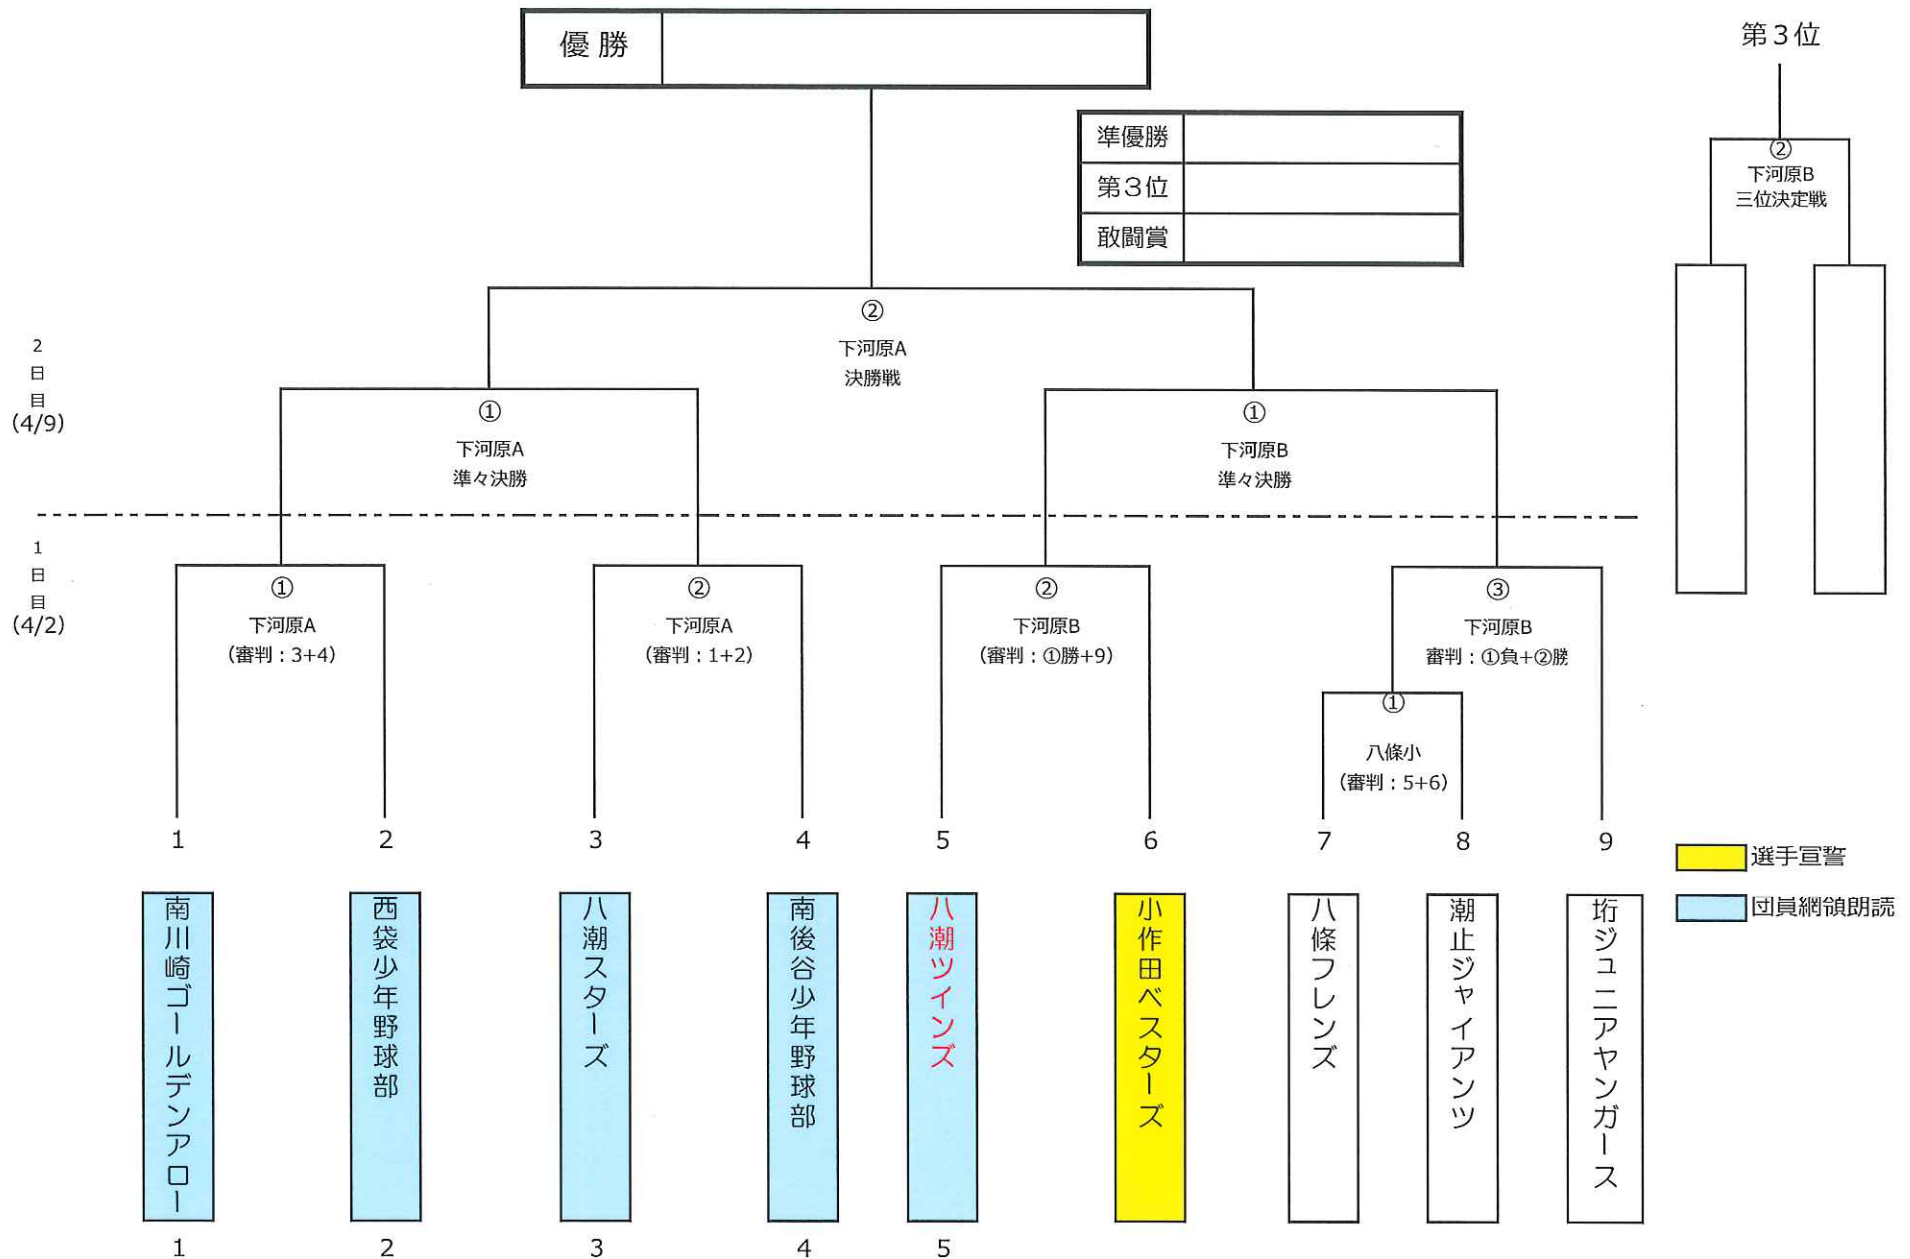 優勝
第3位
準優勝
第3位
敢闘賞
②
下河原B
三位決定戦
②
下河原A
決勝戦
2日目
(4/9)
①
下河原A
準々決勝
①
下河原B
準々決勝
1日目
(4/2)
①
下河原A
(審判：3+4)
②
下河原A
(審判：1+2)
②
下河原B
(審判：①勝+9)
③
下河原B
審判：①負+②勝
①
八條小
(審判：5+6)
1 2 3 4 5 6 7 8 9
選手宣誓
団員網領朗読
南川崎ゴールデンアロー
西袋少年野球部
八潮スターズ
南後谷少年野球部
八潮ツインズ
小作田ベスターズ
八條フレンズ
潮止ジャイアンツ
垳ジュニアヤンガース
1 2 3 4 5